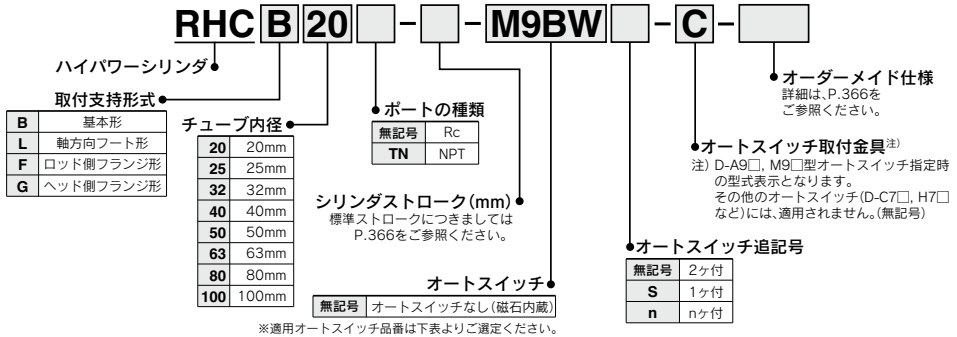 RHC B 20 □-□-M9BW □-C-□
ハイパワーシリンダ
取付支持形式
B 基本形
L 軸方向フート形
F ロッド側フランジ形
G ヘッド側フランジ形
チューブ内径
20 20mm
25 25mm
32 32mm
40 40mm
50 50mm
63 63mm
80 80mm
100 100mm
ポートの種類
無記号 Rc
TN NPT
シリンダストローク(mm)
標準ストロークにつきましては
P.366をご参照ください。
オートスイッチ
無記号 オートスイッチなし(磁石内蔵)
※適用オートスイッチ品番は下表よりご選定ください。
オーダーメイド仕様
詳細は、P.366を
ご参照ください。
オートスイッチ取付金具注)
注) D-A9□, M9□型オートスイッチ指定時
の型式表示となります。
その他のオートスイッチ(D-C7□, H7□
など)には、適用されません。(無記号)
オートスイッチ追記号
無記号 2ヶ付
S 1ヶ付
n nヶ付